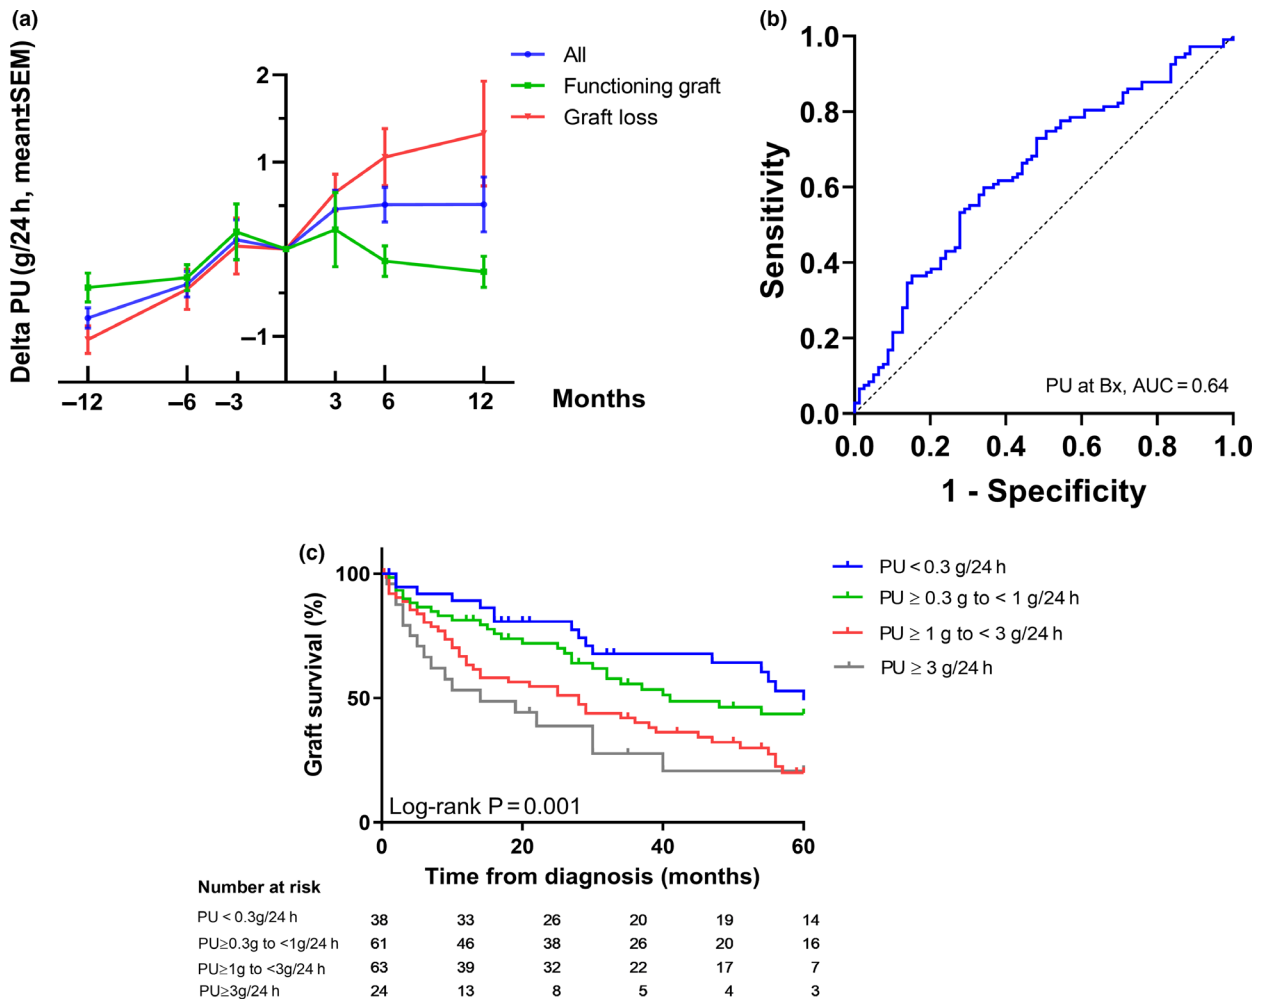 (a)
Delta PU (g/24 h, mean±SEM)
2
1
–1
–12
–6
–3
3
6
12
Months
All
Functioning graft
Graft loss
(b)
Sensitivity
1.0
0.8
0.6
0.4
0.2
0.0
PU at Bx, AUC = 0.64
0.0 0.2 0.4 0.6 0.8 1.0
1 - Specificity
(c)
Graft survival (%)
100
50
0
Log-rank P = 0.001
0 20 40 60
Time from diagnosis (months)
PU < 0.3 g/24 h
PU ≥ 0.3 g to < 1 g/24 h
PU ≥ 1 g to < 3 g/24 h
PU ≥ 3 g/24 h
Number at risk
PU < 0.3g/24 h 38 33 26 20 19 14
PU≥0.3g to <1g/24 h 61 46 38 26 20 16
PU≥1g to <3g/24 h 63 39 32 22 17 7
PU≥3g/24 h 24 13 8 5 4 3